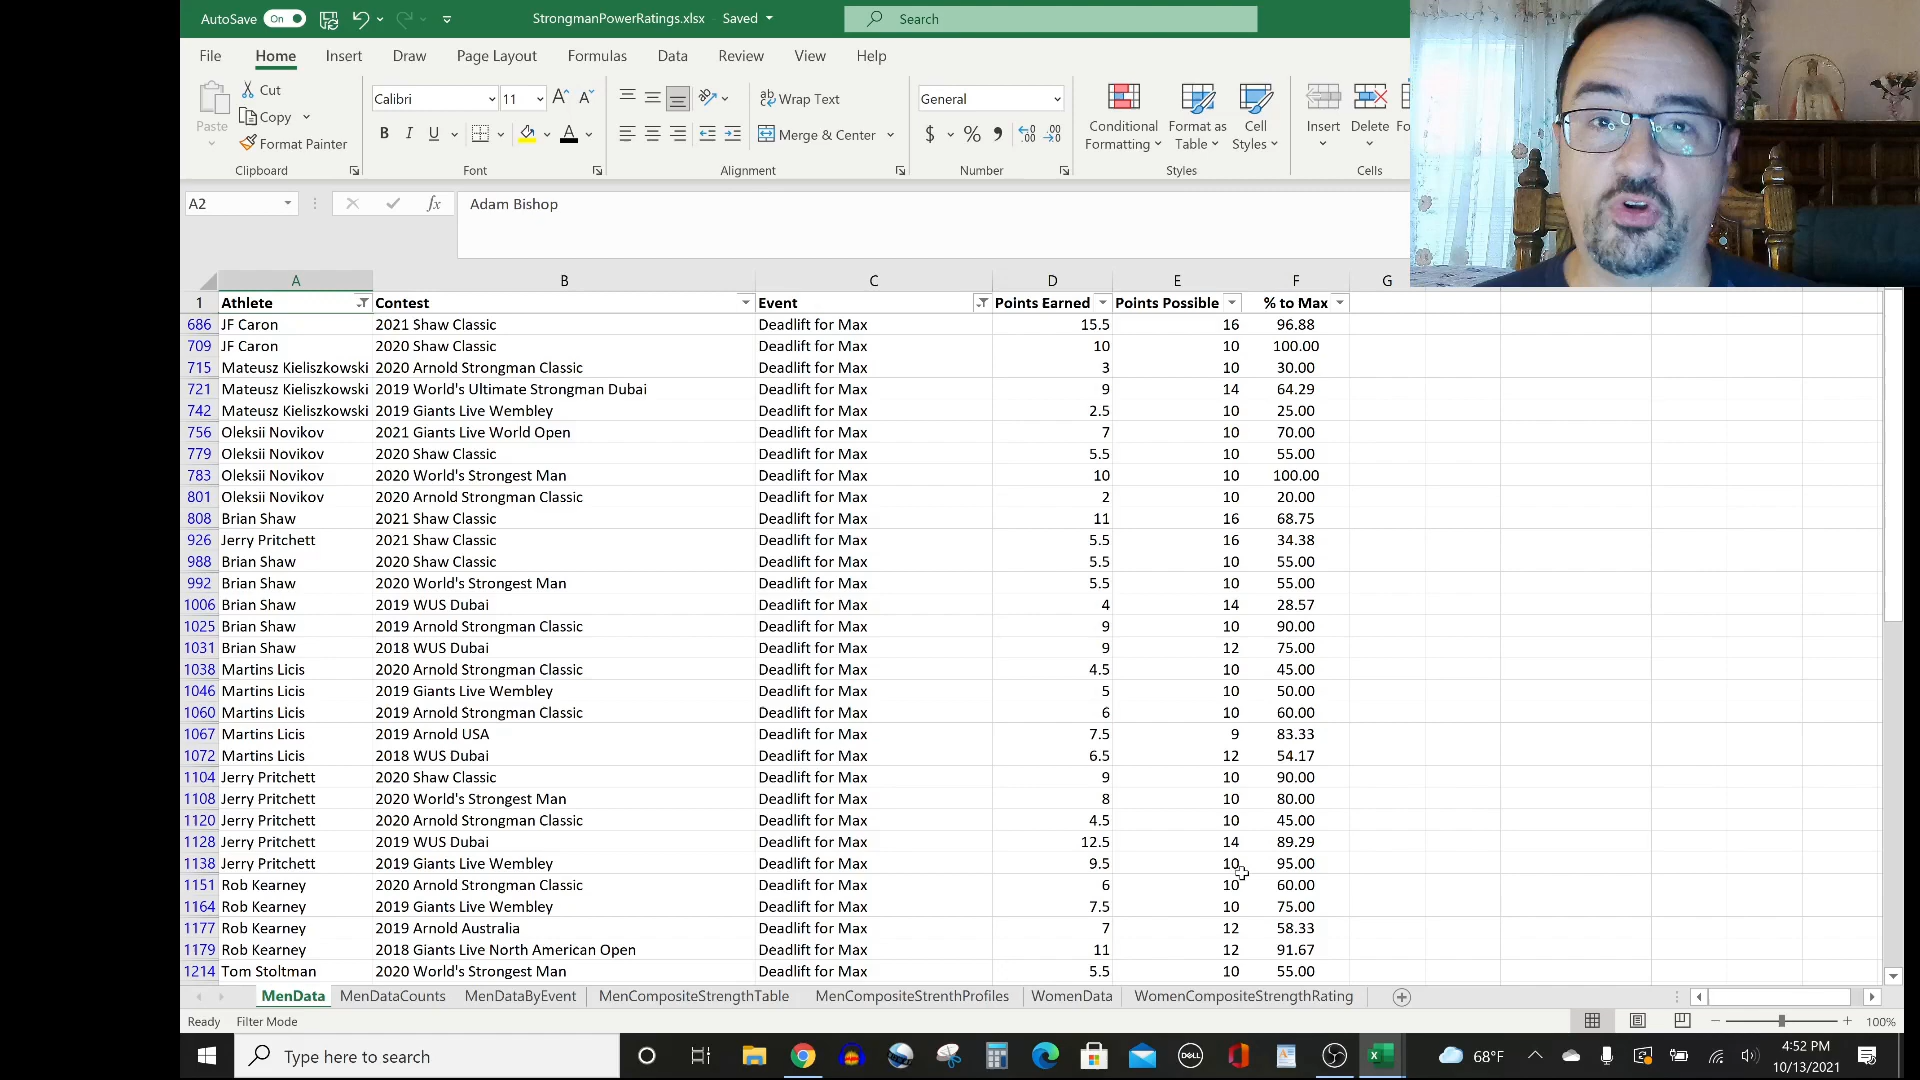 AutoSave On StrongmanPowerRatings.xlsx Saved Search
File Home Insert Draw Page Layout Formulas Data Review View Help
Paste Cut Copy Format Painter Calibri 11 B I U Wrap Text Merge & Center General $ % Conditional Formatting Format as Table Cell Styles Insert Delete Fo
Clipboard Font Alignment Number Styles Cells
A2 fx Adam Bishop
A B C D E F G
1 Athlete Contest Event Points Earned Points Possible % to Max
686 JF Caron 2021 Shaw Classic Deadlift for Max 15.5 16 96.88
709 JF Caron 2020 Shaw Classic Deadlift for Max 10 10 100.00
715 Mateusz Kieliszkowski 2020 Arnold Strongman Classic Deadlift for Max 3 10 30.00
721 Mateusz Kieliszkowski 2019 World's Ultimate Strongman Dubai Deadlift for Max 9 14 64.29
742 Mateusz Kieliszkowski 2019 Giants Live Wembley Deadlift for Max 2.5 10 25.00
756 Oleksii Novikov 2021 Giants Live World Open Deadlift for Max 7 10 70.00
779 Oleksii Novikov 2020 Shaw Classic Deadlift for Max 5.5 10 55.00
783 Oleksii Novikov 2020 World's Strongest Man Deadlift for Max 10 10 100.00
801 Oleksii Novikov 2020 Arnold Strongman Classic Deadlift for Max 2 10 20.00
808 Brian Shaw 2021 Shaw Classic Deadlift for Max 11 16 68.75
926 Jerry Pritchett 2021 Shaw Classic Deadlift for Max 5.5 16 34.38
988 Brian Shaw 2020 Shaw Classic Deadlift for Max 5.5 10 55.00
992 Brian Shaw 2020 World's Strongest Man Deadlift for Max 5.5 10 55.00
1006 Brian Shaw 2019 WUS Dubai Deadlift for Max 4 14 28.57
1025 Brian Shaw 2019 Arnold Strongman Classic Deadlift for Max 9 10 90.00
1031 Brian Shaw 2018 WUS Dubai Deadlift for Max 9 12 75.00
1038 Martins Licis 2020 Arnold Strongman Classic Deadlift for Max 4.5 10 45.00
1046 Martins Licis 2019 Giants Live Wembley Deadlift for Max 5 10 50.00
1060 Martins Licis 2019 Arnold Strongman Classic Deadlift for Max 6 10 60.00
1067 Martins Licis 2019 Arnold USA Deadlift for Max 7.5 9 83.33
1072 Martins Licis 2018 WUS Dubai Deadlift for Max 6.5 12 54.17
1104 Jerry Pritchett 2020 Shaw Classic Deadlift for Max 9 10 90.00
1108 Jerry Pritchett 2020 World's Strongest Man Deadlift for Max 8 10 80.00
1120 Jerry Pritchett 2020 Arnold Strongman Classic Deadlift for Max 4.5 10 45.00
1128 Jerry Pritchett 2019 WUS Dubai Deadlift for Max 12.5 14 89.29
1138 Jerry Pritchett 2019 Giants Live Wembley Deadlift for Max 9.5 10 95.00
1151 Rob Kearney 2020 Arnold Strongman Classic Deadlift for Max 6 10 60.00
1164 Rob Kearney 2019 Giants Live Wembley Deadlift for Max 7.5 10 75.00
1177 Rob Kearney 2019 Arnold Australia Deadlift for Max 7 12 58.33
1179 Rob Kearney 2018 Giants Live North American Open Deadlift for Max 11 12 91.67
1214 Tom Stoltman 2020 World's Strongest Man Deadlift for Max 5.5 10 55.00
MenData MenDataCounts MenDataByEvent MenCompositeStrengthTable MenCompositeStrenthProfiles WomenData WomenCompositeStrengthRating
Ready Filter Mode 100%
Type here to search DELL 68°F 4:52 PM
10/13/2021